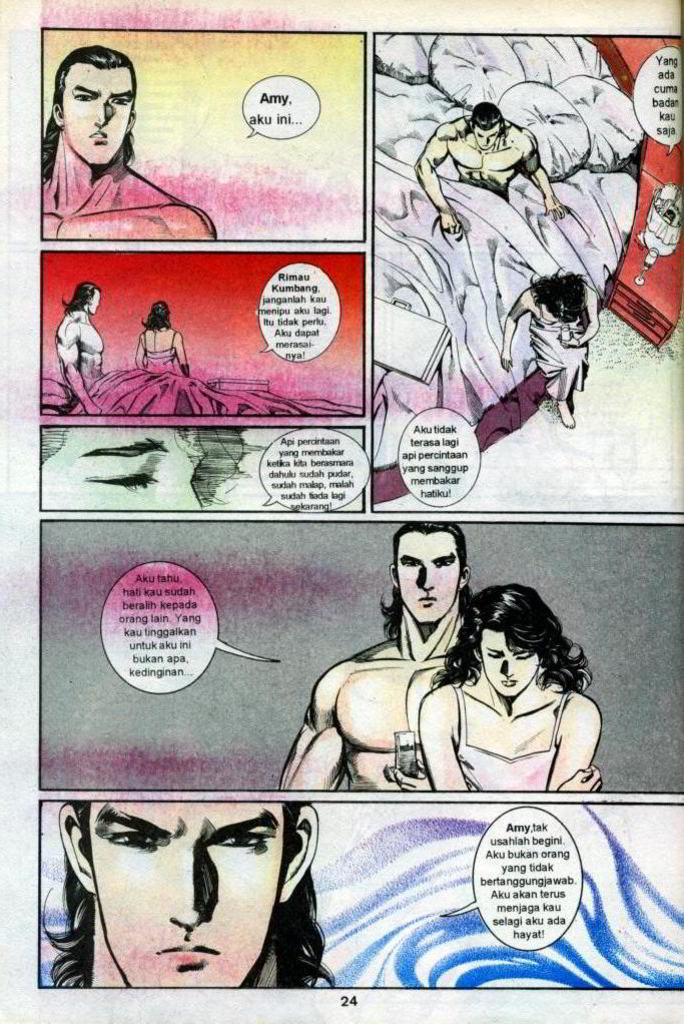 Amy,
aku ini...
Rimau
Kumbang,
janganlah kau
menipu aku lagi.
Itu tidak perlu.
Aku dapat
merasai-
nya!
Api percintaan
yang membakar
ketika kita berasmara
dahulu sudah pudar,
sudah malap, malah
sudah tiada lagi
sekarang!
Yang
ada
cuma
badan
kau
saja.
Aku tidak
terasa lagi
api percintaan
yang sanggup
membakar
hatiku!
Aku tahu,
hati kau sudah
beralih kepada
orang lain. Yang
kau tinggalkan
untuk aku ini
bukan apa,
kedinginan...
Amy,tak
usahlah begini.
Aku bukan orang
yang tidak
bertanggungjawab.
Aku akan terus
menjaga kau
selagi aku ada
hayat!
24